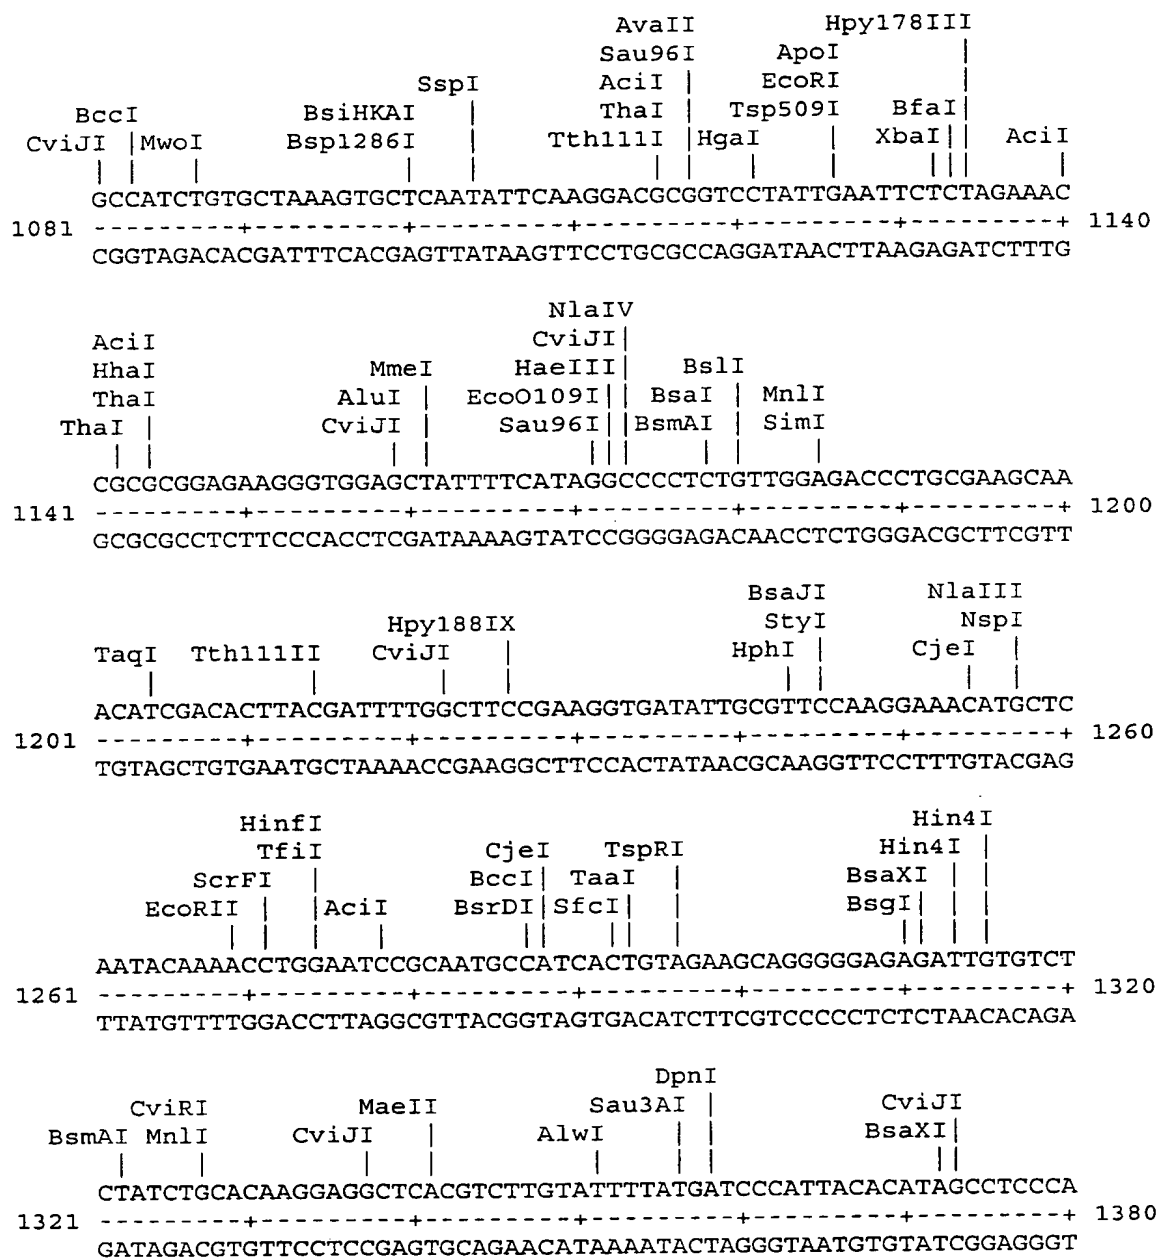 AvaII Hpy178III
Sau96I ApoI
SspI AciI EcoRI
BccI BsiHKAI ThaI Tsp509I BfaI
CviJI MwoI Bsp1286I Tth111I HgaI XbaI AciI
GCCATCTGTGCTAAAGTGCTCAATATTCAAGGACGCGGTCCTATTGAATTCTCTAGAAAC
1081 ---------+---------+---------+---------+---------+---------+ 1140
CGGTAGACACGATTTCACGAGTTATAAGTTCCTGCGCCAGGATAACTTAAGAGATCTTTG
NlaIV
AciI CviJI
HhaI MmeI HaeIII BslI
ThaI AluI EcoO109I BsaI MnlI
ThaI CviJI Sau96I BsmAI SimI
CGCGCGGAGAAGGGTGGAGCTATTTTCATAGGCCCCTCTGTTGGAGACCCTGCGAAGCAA
1141 ---------+---------+---------+---------+---------+---------+ 1200
GCGCGCCTCTTCCCACCTCGATAAAAGTATCCGGGGAGACAACCTCTGGGACGCTTCGTT
BsaJI NlaIII
Hpy188IX StyI NspI
TaqI Tth111II CviJI HphI CjeI
ACATCGACACTTACGATTTTGGCTTCCGAAGGTGATATTGCGTTCCAAGGAAACATGCTC
1201 ---------+---------+---------+---------+---------+---------+ 1260
TGTAGCTGTGAATGCTAAAACCGAAGGCTTCCACTATAACGCAAGGTTCCTTTGTACGAG
HinfI Hin4I
TfiI CjeI TspRI Hin4I
ScrFI BccI TaaI BsaXI
EcoRII AciI BsrDI SfcI BsgI
AATACAAAACCTGGAATCCGCAATGCCATCACTGTAGAAGCAGGGGGAGAGATTGTGTCT
1261 ---------+---------+---------+---------+---------+---------+ 1320
TTATGTTTTGGACCTTAGGCGTTACGGTAGTGACATCTTCGTCCCCCTCTCTAACACAGA
DpnI
CviRI MaeII Sau3AI CviJI
BsmAI MnlI CviJI AlwI BsaXI
CTATCTGCACAAGGAGGCTCACGTCTTGTATTTTATGATCCCATTACACATAGCCTCCCA
1321 ---------+---------+---------+---------+---------+---------+ 1380
GATAGACGTGTTCCTCCGAGTGCAGAACATAAAATACTAGGGTAATGTGTATCGGAGGGT